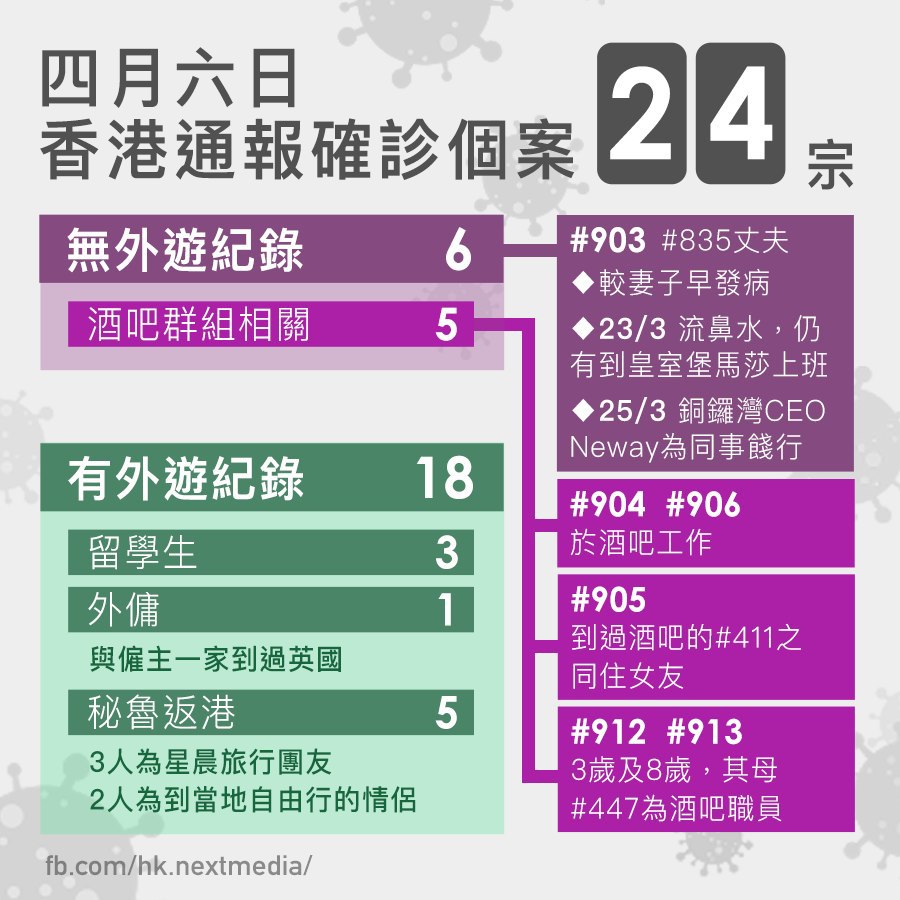 四月六日
香港通報確診個案 24 宗
無外遊紀錄 6
酒吧群組相關 5
有外遊紀錄 18
留學生 3
外傭 1
與僱主一家到過英國
秘魯返港 5
3人為星晨旅行團友
2人為到當地自由行的情侶
#903 #835丈夫
◆較妻子早發病
◆23/3 流鼻水，仍
有到皇室堡馬莎上班
◆25/3 銅鑼灣CEO
Neway為同事餞行
#904 #906
於酒吧工作
#905
到過酒吧的#411之
同住女友
#912 #913
3歲及8歲，其母
#447為酒吧職員
fb.com/hk.nextmedia/